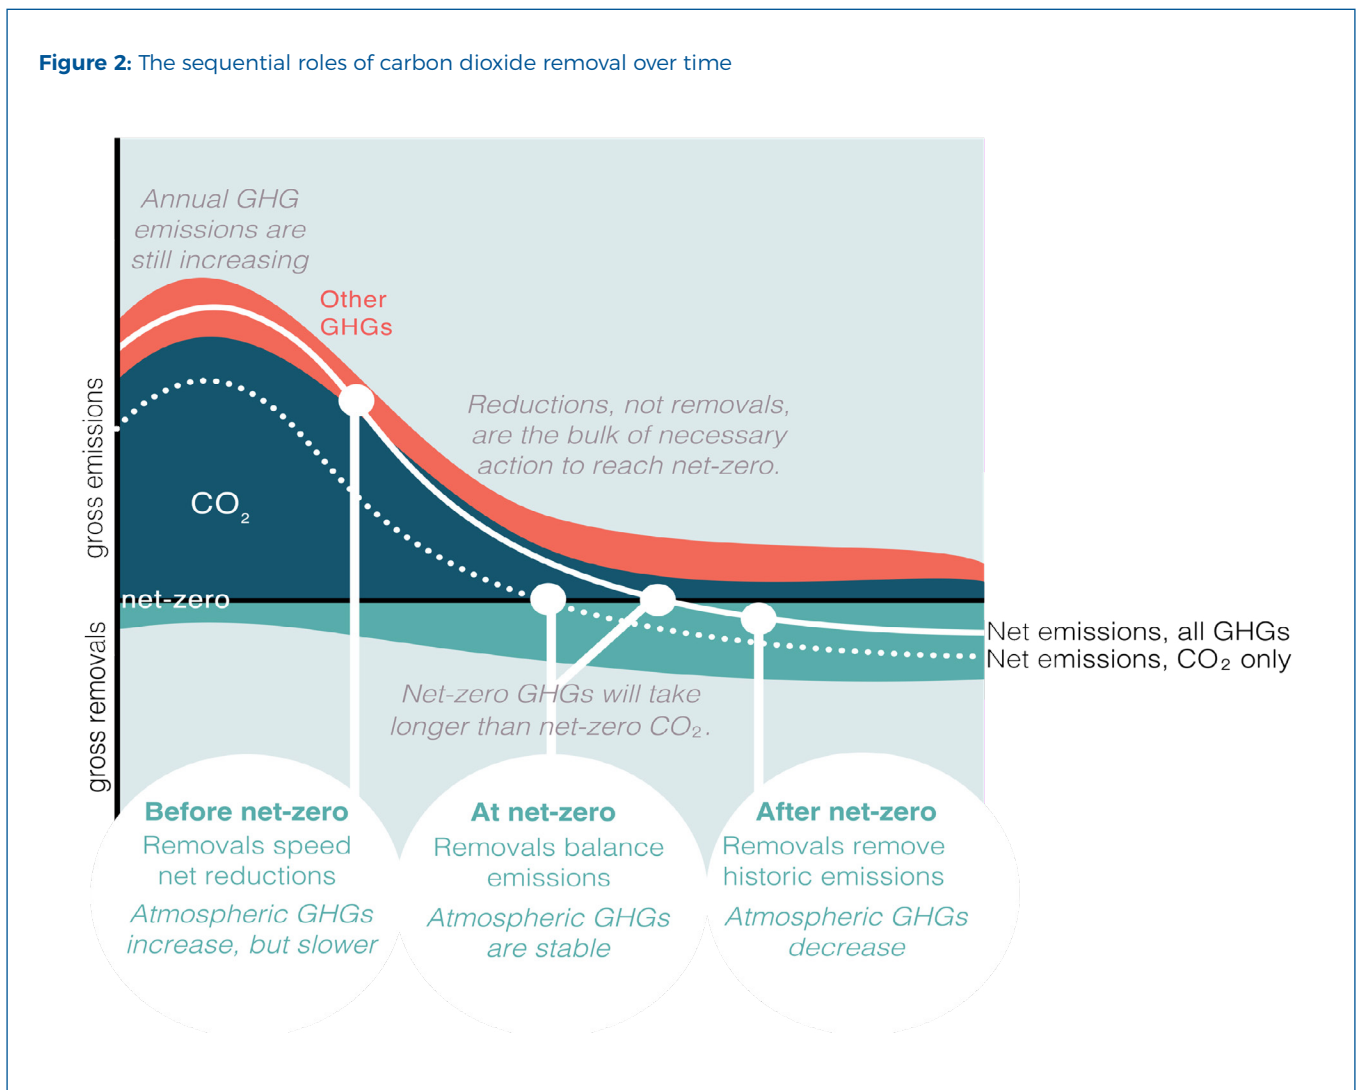 Figure 2: The sequential roles of carbon dioxide removal over time
Annual GHG
emissions are
still increasing
Other
GHGs
Reductions, not removals,
are the bulk of necessary
action to reach net-zero.
gross emissions
CO₂
net-zero
gross removals
Net emissions, all GHGs
Net emissions, CO₂ only
Net-zero GHGs will take
longer than net-zero CO₂.
Before net-zero
Removals speed
net reductions
Atmospheric GHGs
increase, but slower
At net-zero
Removals balance
emissions
Atmospheric GHGs
are stable
After net-zero
Removals remove
historic emissions
Atmospheric GHGs
decrease